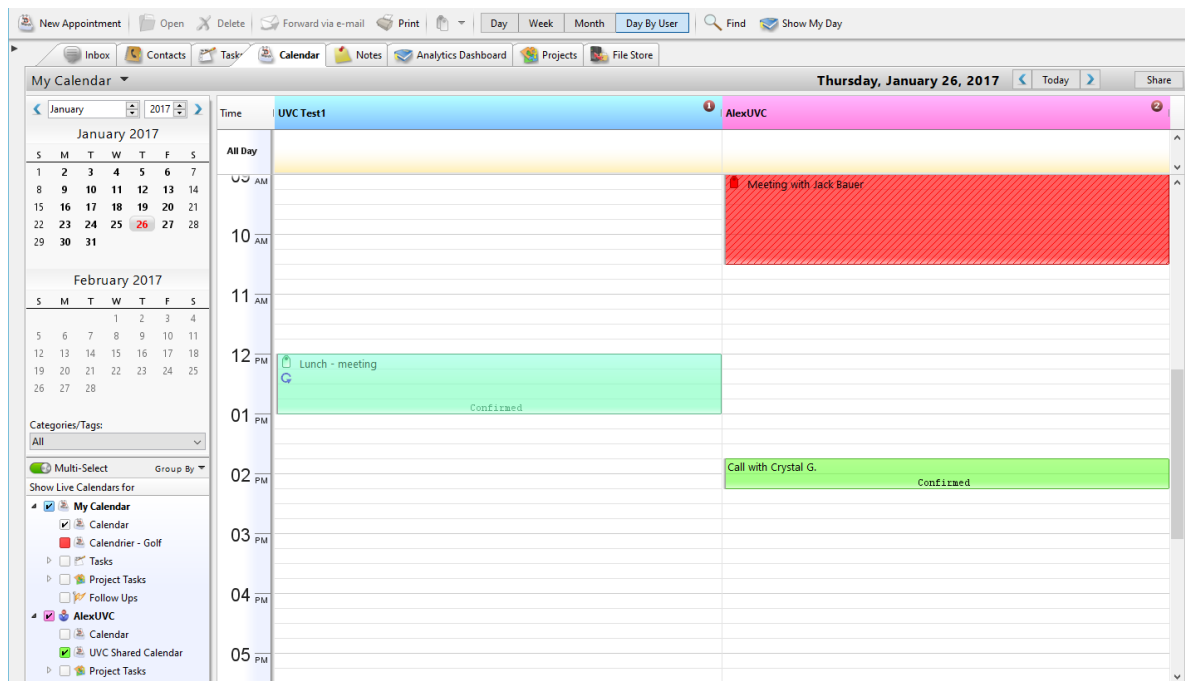 New Appointment Open Delete Forward via e-mail Print Day Week Month Day By User Find Show My Day
Inbox Contacts Task Calendar Notes Analytics Dashboard Projects File Store
My Calendar Thursday, January 26, 2017 Today Share
January 2017
January 2017
S M T W T F S
1 2 3 4 5 6 7
8 9 10 11 12 13 14
15 16 17 18 19 20 21
22 23 24 25 26 27 28
29 30 31
February 2017
S M T W T F S
1 2 3 4
5 6 7 8 9 10 11
12 13 14 15 16 17 18
19 20 21 22 23 24 25
26 27 28
Categories/Tags:
All
Multi-Select Group By
Show Live Calendars for
My Calendar
Calendar
Calendrier - Golf
Tasks
Project Tasks
Follow Ups
AlexUVC
Calendar
UVC Shared Calendar
Project Tasks
Time UVC Test1 1 AlexUVC 2
All Day
09 AM
Meeting with Jack Bauer
10 AM
11 AM
12 PM
Lunch - meeting
Confirmed
01 PM
Call with Crystal G.
Confirmed
02 PM
03 PM
04 PM
05 PM